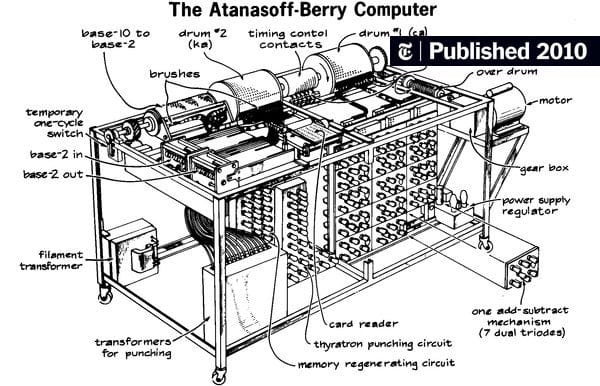 The Atanasoff-Berry Computer
base-10 to
base-2
drum #2
(ka)
timing contol
contacts
drum #1 (ca)
Published 2010
brushes
over drum
motor
temporary
one-cycle
switch
base-2 in
base-2 out
gear box
power supply
regulator
filament
transformer
one add-subtract
mechanism
(7 dual triodes)
card reader
transformers
for punching
thyratron punching circuit
memory regenerating circuit